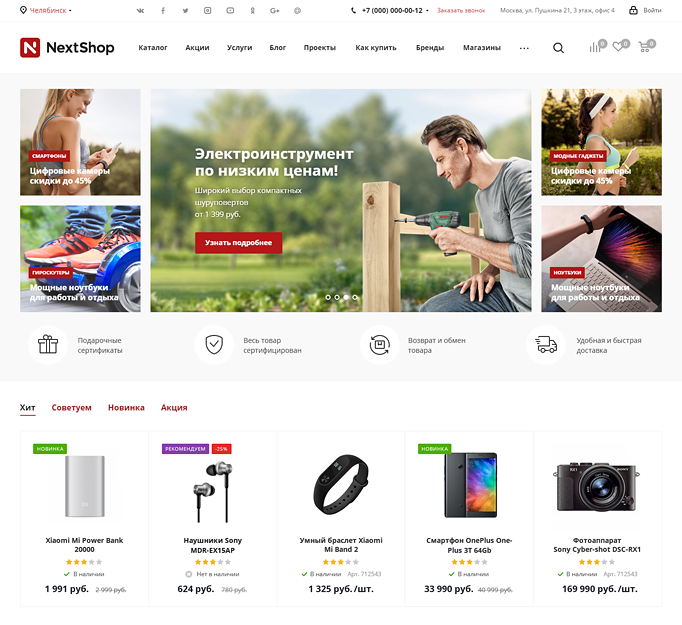 Челябинск
+7 (000) 000-00-12
Заказать звонок
Москва, ул. Пушкина 21, 3 этаж, офис 4
Войти
N NextShop
Каталог Акции Услуги Блог Проекты Как купить Бренды Магазины ...
0 0 0
СМАРТФОНЫ
Цифровые камеры
скидки до 45%
ГИРОСКУТЕРЫ
Мощные ноутбуки
для работы и отдыха
Электроинструмент
по низким ценам!
Широкий выбор компактных
шуруповертов
от 1 399 руб.
Узнать подробнее
МОДНЫЕ ГАДЖЕТЫ
Цифровые камеры
скидки до 45%
НОУТБУКИ
Мощные ноутбуки
для работы и отдыха
Подарочные
сертификаты
Весь товар
сертифицирован
Возврат и обмен
товара
Удобная и быстрая
доставка
Хит Советуем Новинка Акция
НОВИНКА
Xiaomi Mi Power Bank
20000
В наличии
1 991 руб. 2 999 руб.
РЕКОМЕНДУЕМ -25%
Наушники Sony
MDR-EX15AP
Нет в наличии
624 руб. 780 руб.
Умный браслет Xiaomi
Mi Band 2
В наличии Арт. 712543
1 325 руб./шт.
НОВИНКА
Смартфон OnePlus One-
Plus 3T 64Gb
В наличии
33 990 руб. 40 999 руб.
RX1 SONY
Фотоаппарат
Sony Cyber-shot DSC-RX1
В наличии Арт. 712543
169 990 руб./шт.